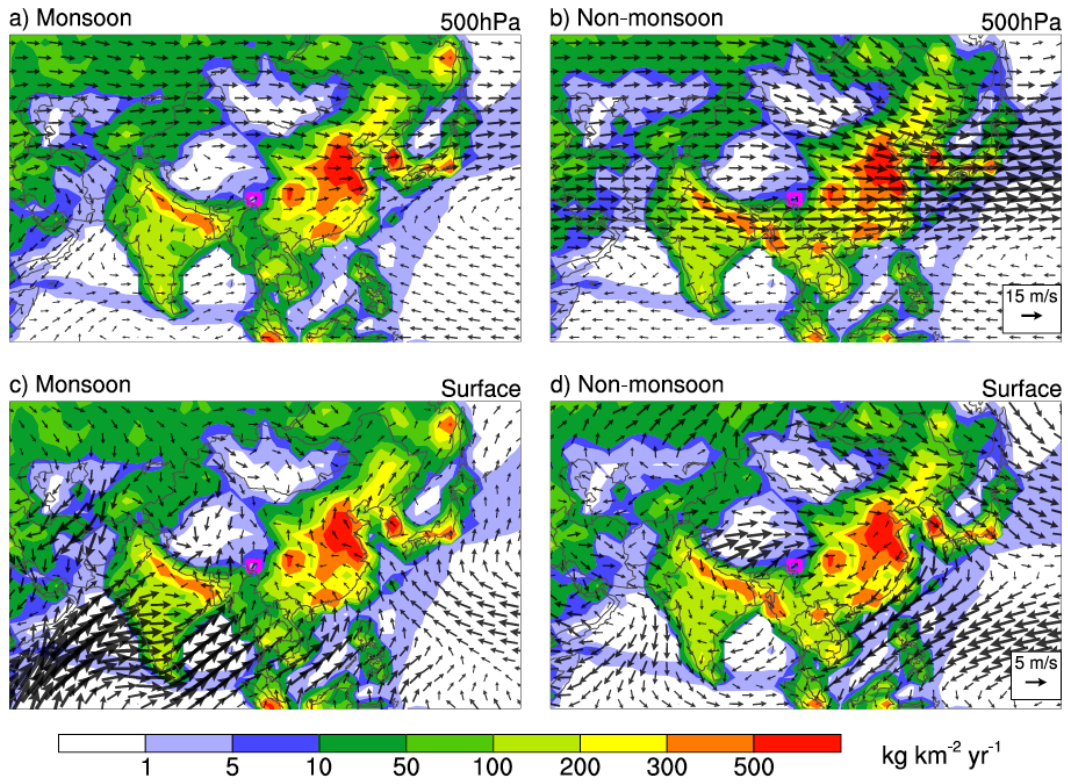 a) Monsoon 500hPa
b) Non-monsoon 500hPa
15 m/s
c) Monsoon Surface
d) Non-monsoon Surface
5 m/s
1 5 10 50 100 200 300 500 kg km⁻² yr⁻¹